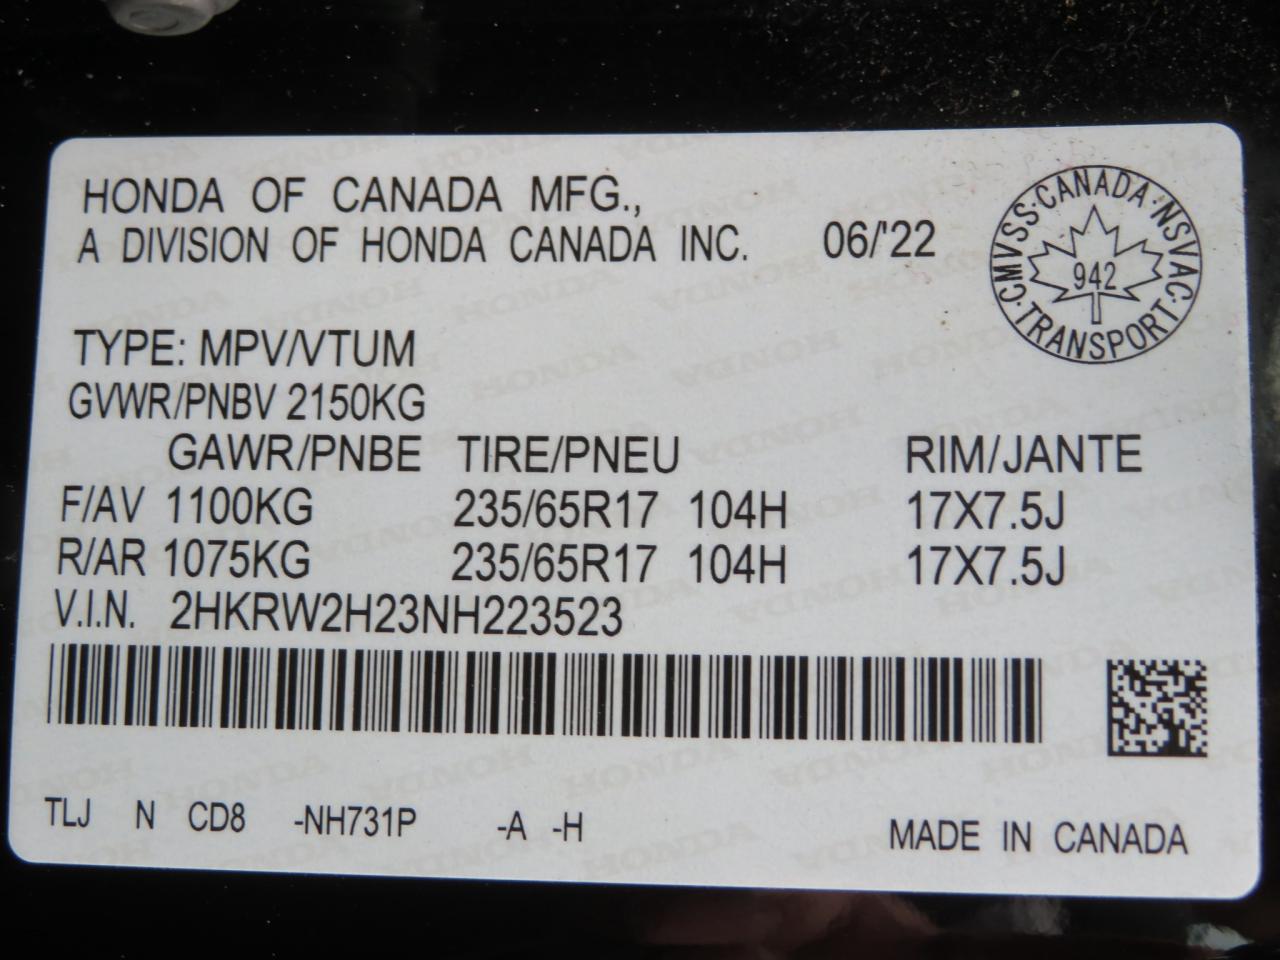 HONDA OF CANADA MFG.,
A DIVISION OF HONDA CANADA INC. 06/'22
CMVSS·CANADA·NSVAC·TRANSPORT·
942
TYPE: MPV/VTUM
GVWR/PNBV 2150KG
GAWR/PNBE TIRE/PNEU RIM/JANTE
F/AV 1100KG 235/65R17 104H 17X7.5J
R/AR 1075KG 235/65R17 104H 17X7.5J
V.I.N. 2HKRW2H23NH223523
TLJ N CD8 -NH731P -A -H
MADE IN CANADA